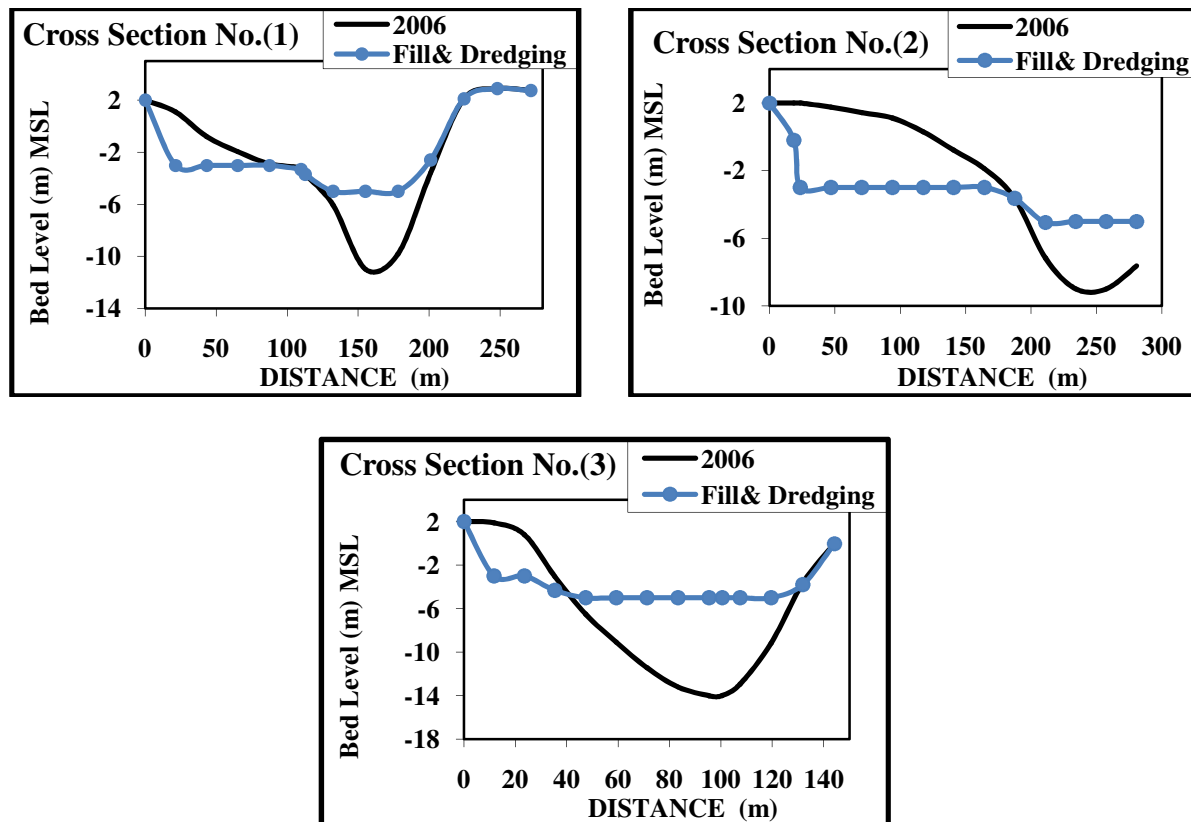 Cross Section No.(1)
2006
Fill& Dredging
Bed Level (m) MSL
2
-2
-6
-10
-14
0 50 100 150 200 250
DISTANCE (m)
Cross Section No.(2)
2006
Fill& Dredging
Bed Level (m) MSL
2
-2
-6
-10
0 50 100 150 200 250 300
DISTANCE (m)
Cross Section No.(3)
2006
Fill& Dredging
Bed Level (m) MSL
2
-2
-6
-10
-14
-18
0 20 40 60 80 100 120 140
DISTANCE (m)